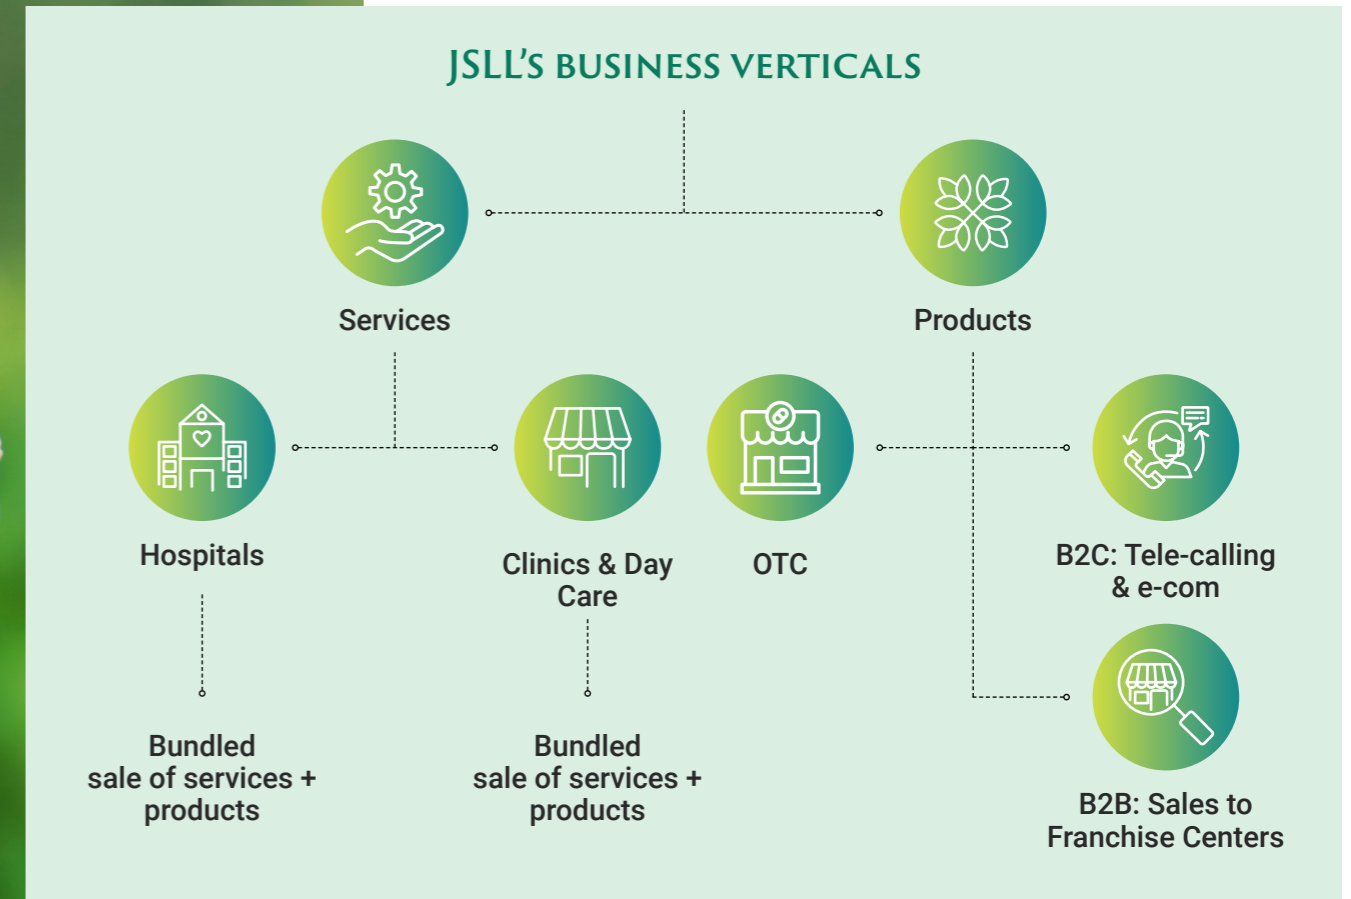 JSLL'S BUSINESS VERTICALS
Services
Products
Hospitals
Clinics & Day
Care
OTC
B2C: Tele-calling
& e-com
Bundled
sale of services +
products
Bundled
sale of services +
products
B2B: Sales to
Franchise Centers